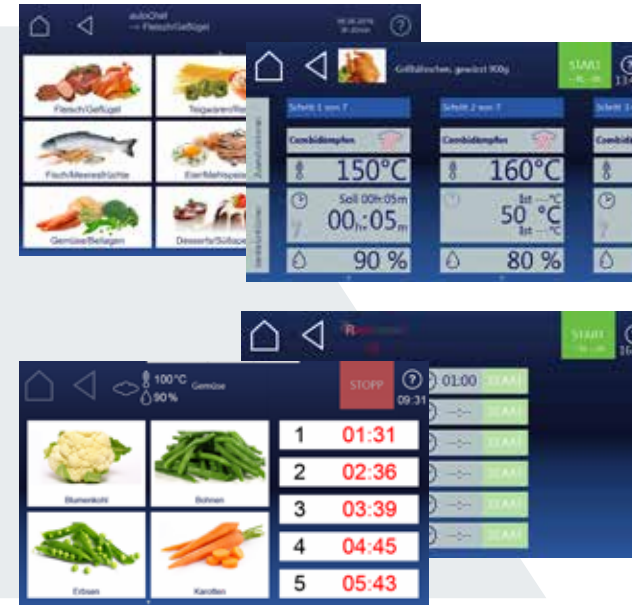 autoChef
→ Fleisch/Geflügel
?
Fleisch/Geflügel
Fisch/Meeresfrüchte
Gemüse/Beilagen
Grillhähnchen, gewürzt 900g
START
?
Schritt 1 von 7
Schritt 2 von 7
Combidämpfen
Combidämpfen
150°C
160°C
Soll 00h:05m
00h:05m
Ist --- °C
50 °C
Ist --- °C
90 %
80 %
START
100°C
90%
Gemüse
STOPP
?
09:31
01:00
START
--:--
START
--:--
START
--:--
START
--:--
START
--:--
START
Blumenkohl
Bohnen
Erbsen
Karotten
1 01:31
2 02:36
3 03:39
4 04:45
5 05:43